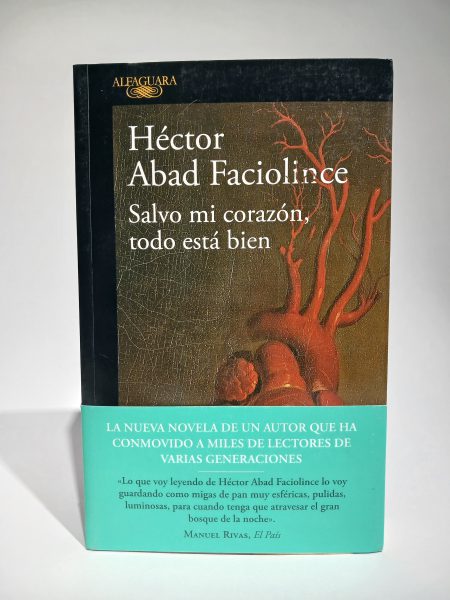 ALFAGUARA
Héctor
Abad Faciolince
Salvo mi corazón,
todo está bien
LA NUEVA NOVELA DE UN AUTOR QUE HA
CONMOVIDO A MILES DE LECTORES DE
VARIAS GENERACIONES
«Lo que voy leyendo de Héctor Abad Faciolince lo voy
guardando como migas de pan muy esféricas, pulidas,
luminosas, para cuando tenga que atravesar el gran
bosque de la noche».
MANUEL RIVAS, El País